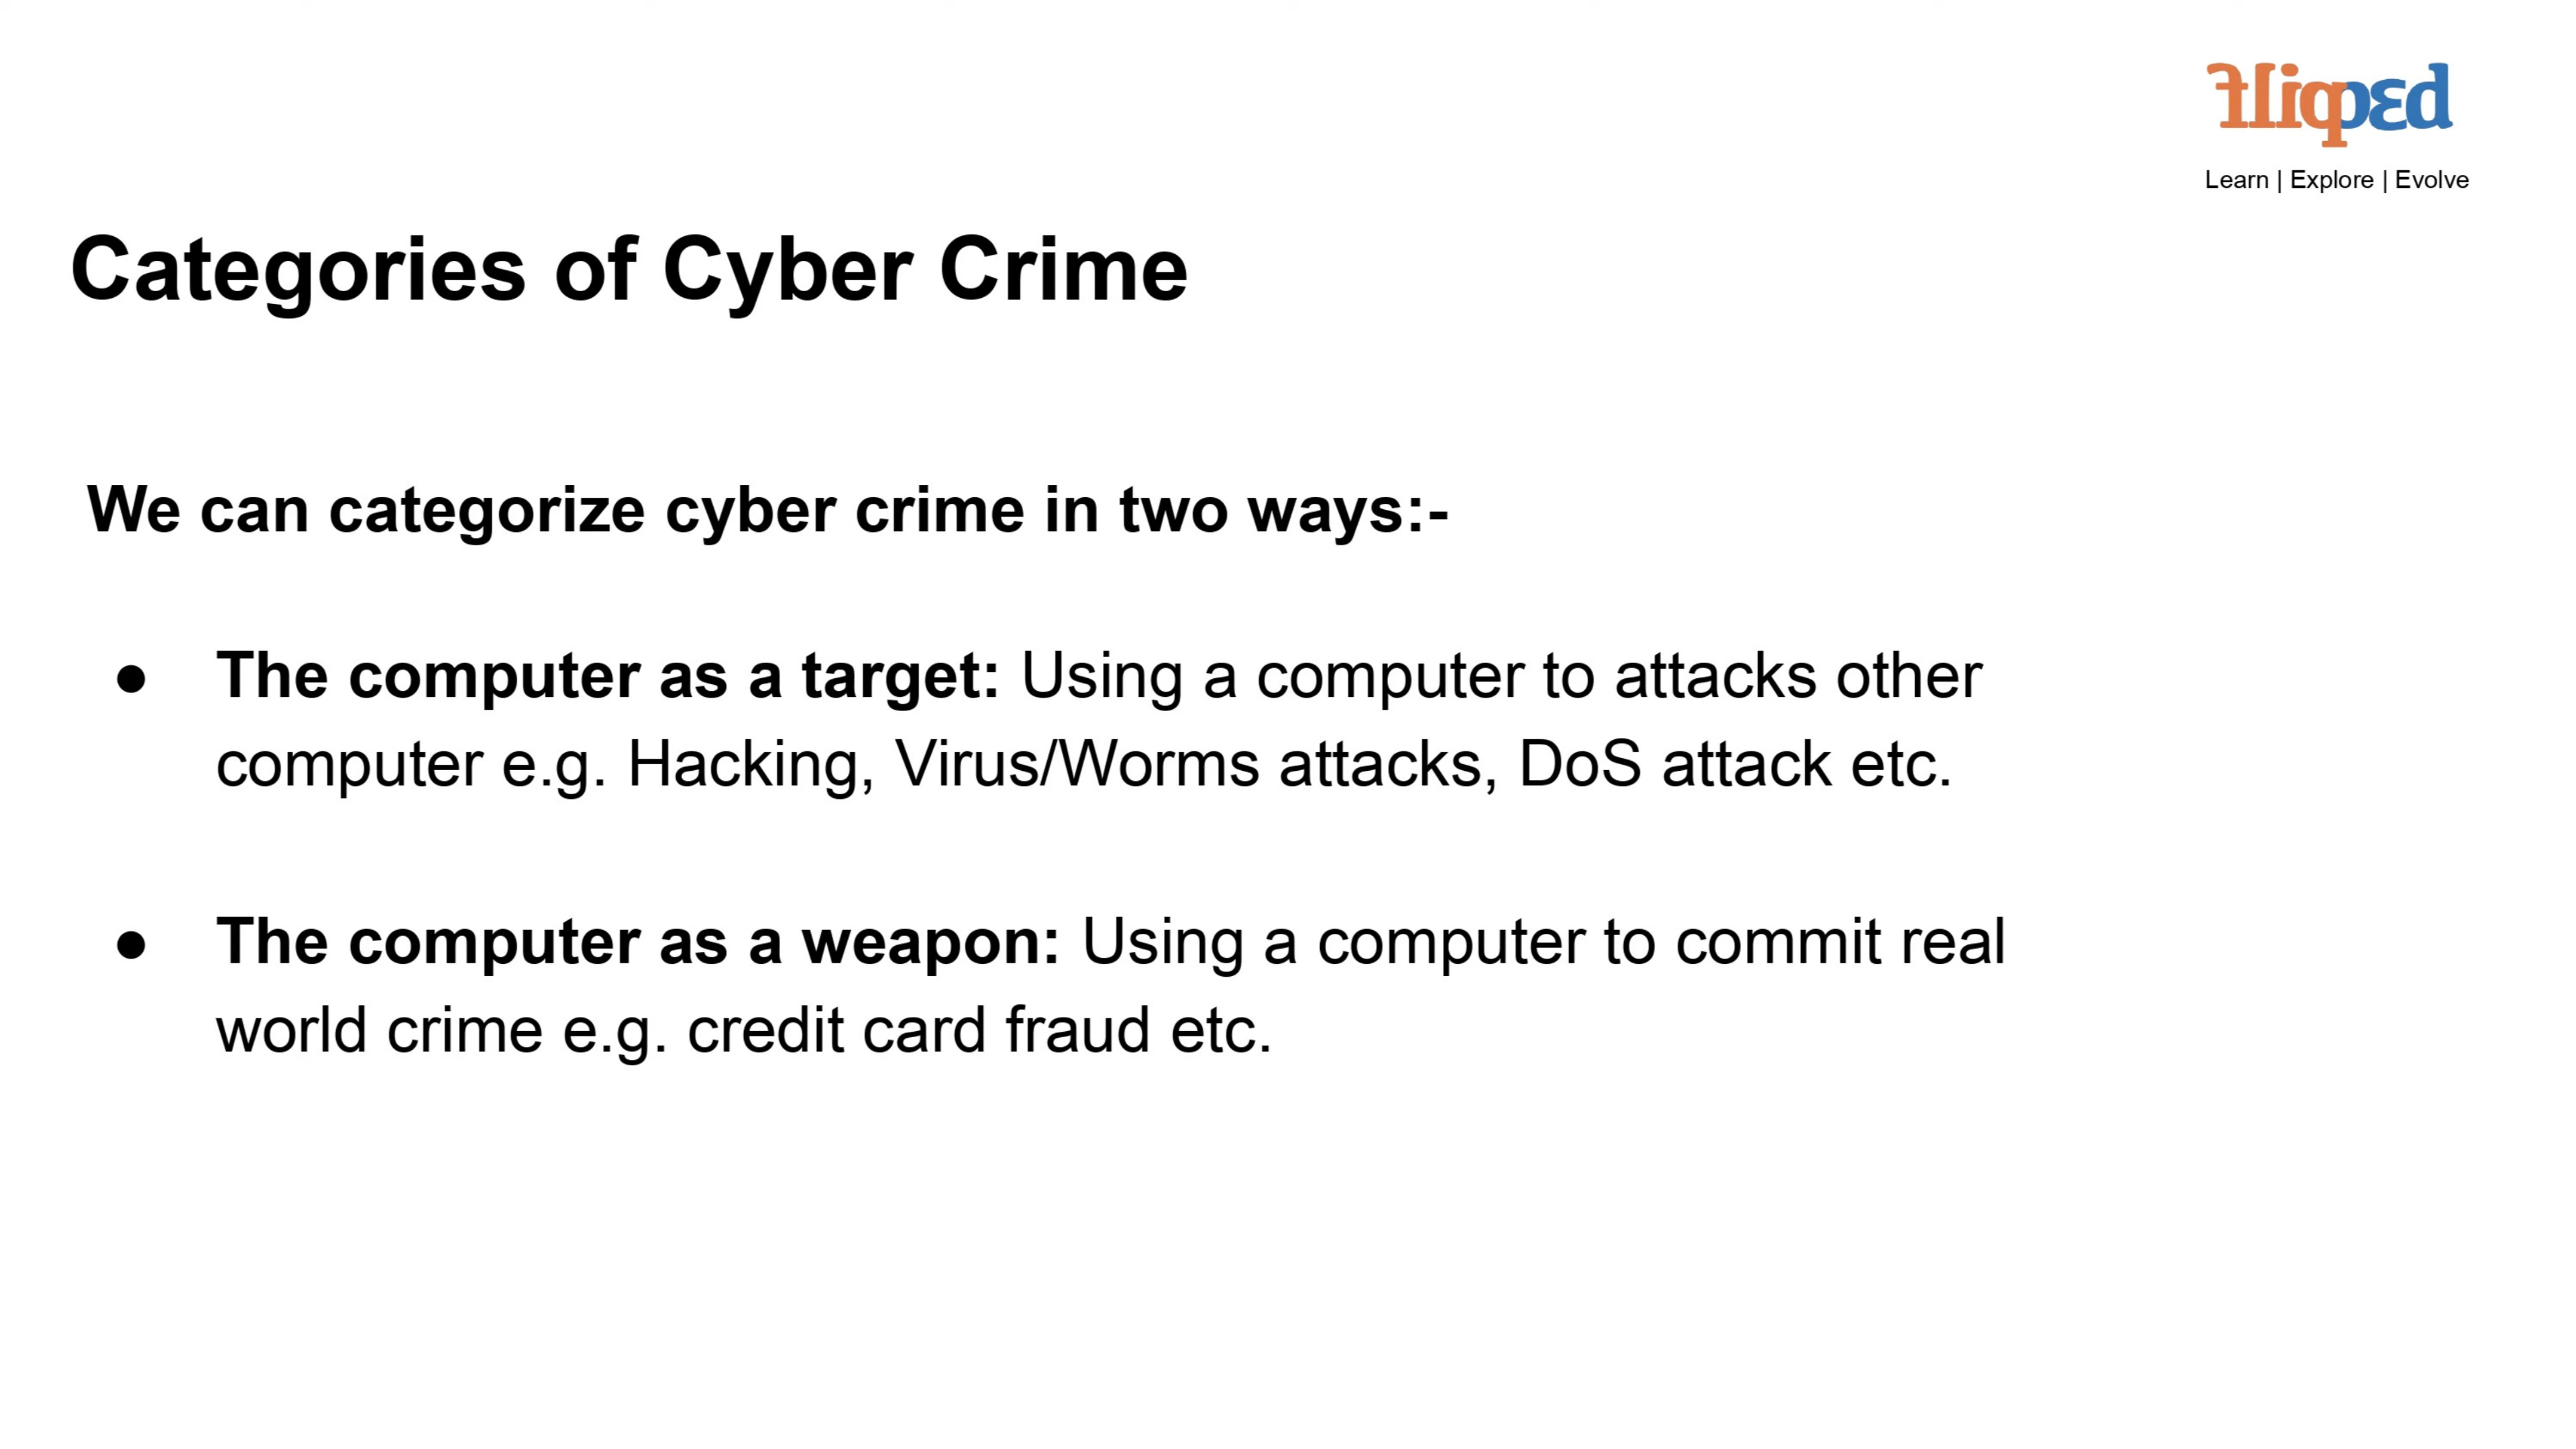 fliqped
Learn | Explore | Evolve
Categories of Cyber Crime
We can categorize cyber crime in two ways:-
● The computer as a target: Using a computer to attacks other
computer e.g. Hacking, Virus/Worms attacks, DoS attack etc.
● The computer as a weapon: Using a computer to commit real
world crime e.g. credit card fraud etc.